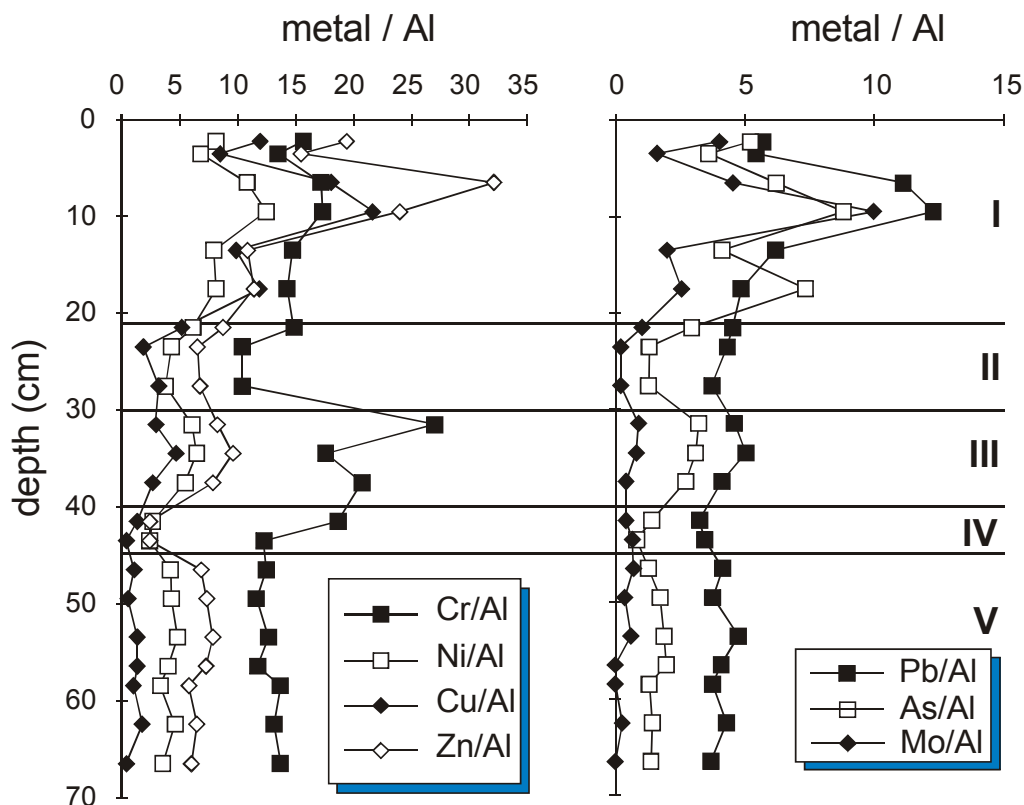 metal / Al
metal / Al
0 5 10 15 20 25 30 35
0 5 10 15
0
10
20
30
40
50
60
70
depth (cm)
I
II
III
IV
V
Cr/Al
Ni/Al
Cu/Al
Zn/Al
Pb/Al
As/Al
Mo/Al